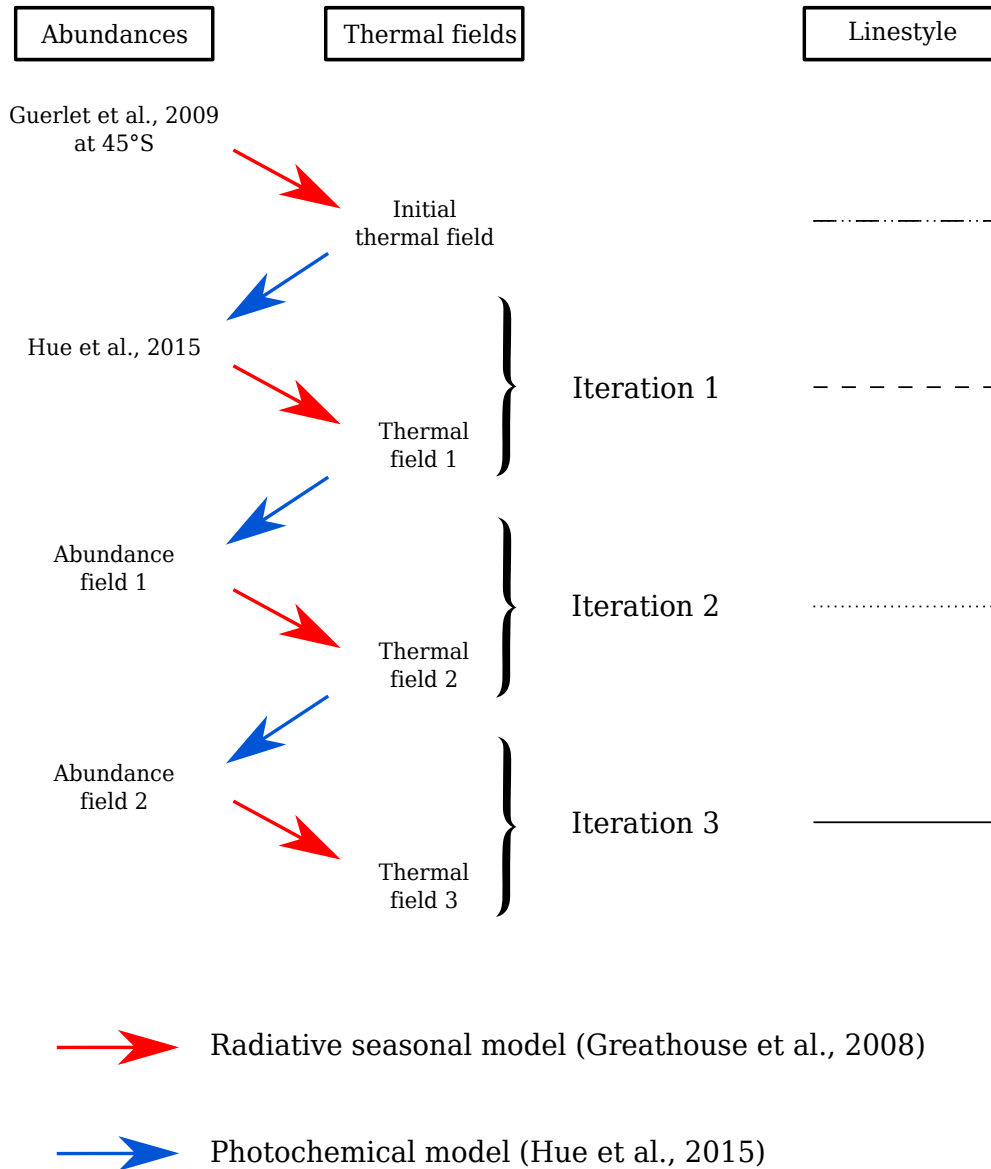 Abundances
Thermal fields
Linestyle
Guerlet et al., 2009
at 45°S
Initial
thermal field
Hue et al., 2015
Thermal
field 1
Iteration 1
Abundance
field 1
Thermal
field 2
Iteration 2
Abundance
field 2
Thermal
field 3
Iteration 3
Radiative seasonal model (Greathouse et al., 2008)
Photochemical model (Hue et al., 2015)